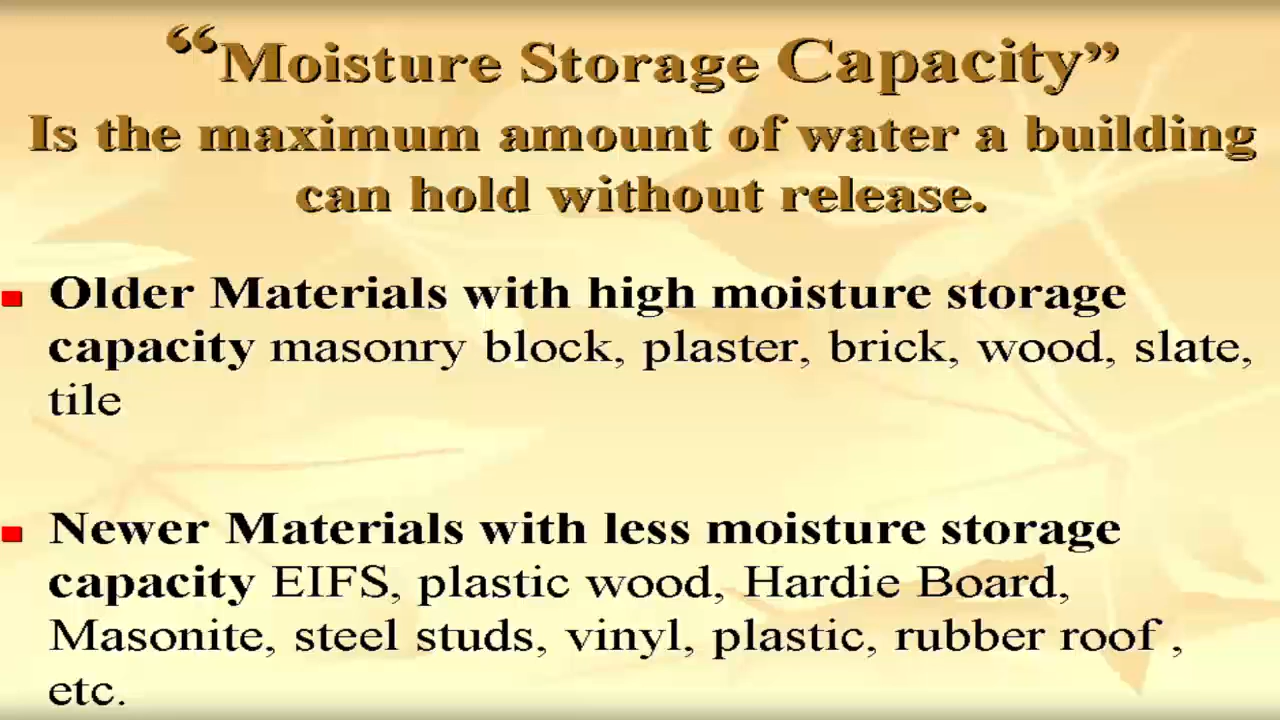 “Moisture Storage Capacity”
Is the maximum amount of water a building
can hold without release.
Older Materials with high moisture storage
capacity masonry block, plaster, brick, wood, slate,
tile
Newer Materials with less moisture storage
capacity EIFS, plastic wood, Hardie Board,
Masonite, steel studs, vinyl, plastic, rubber roof ,
etc.